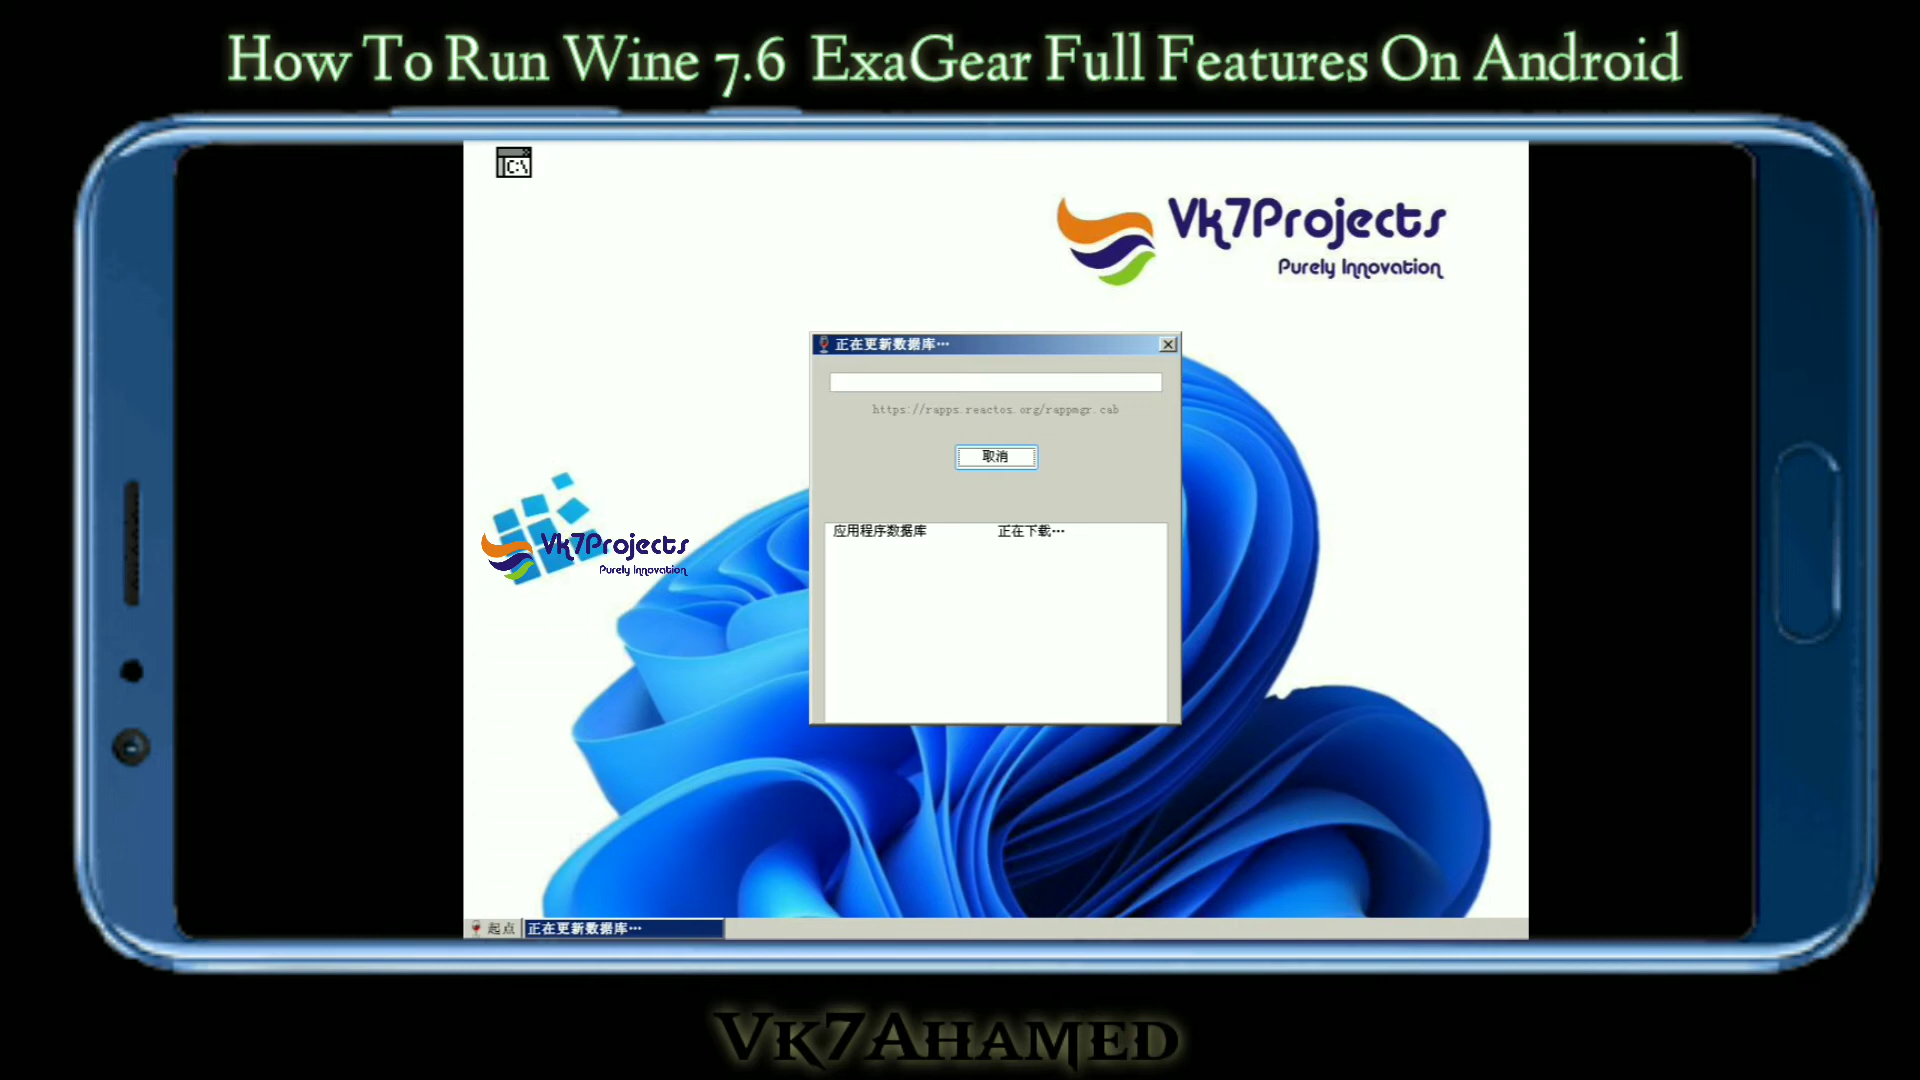 How To Run Wine 7.6 ExaGear Full Features On Android
C:\
Vk7Projects
Purely Innovation
正在更新数据库…
https://rapps.reactos.org/rappmgr.cab
取消
应用程序数据库 正在下载…
Vk7Projects
Purely Innovation
起点 正在更新数据库…
Vk7Ahamed